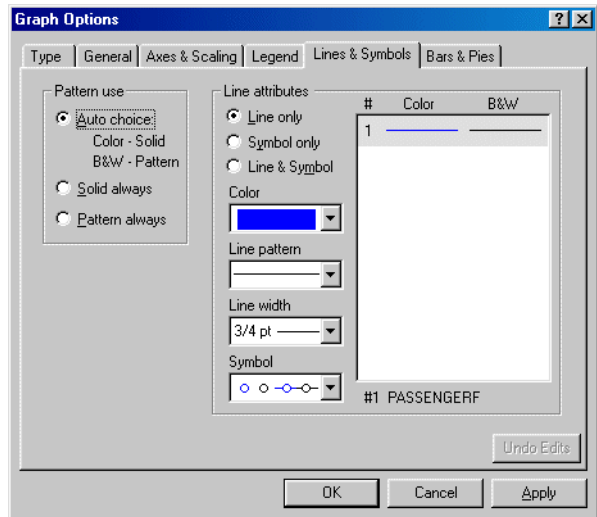 Graph Options
Type General Axes & Scaling Legend Lines & Symbols Bars & Pies
Pattern use
Auto choice:
Color - Solid
B&W - Pattern
Solid always
Pattern always
Line attributes
Line only
Symbol only
Line & Symbol
Color
Line pattern
Line width
3/4 pt
Symbol
# Color B&W
1
#1 PASSENGERF
Undo Edits
OK Cancel Apply